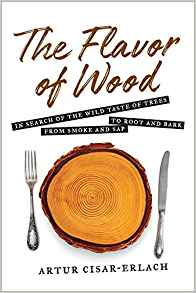 The Flavor
of Wood
IN SEARCH OF THE WILD TASTE OF TREES
FROM SMOKE AND SAP
TO ROOT AND BARK
ARTUR CISAR-ERLACH